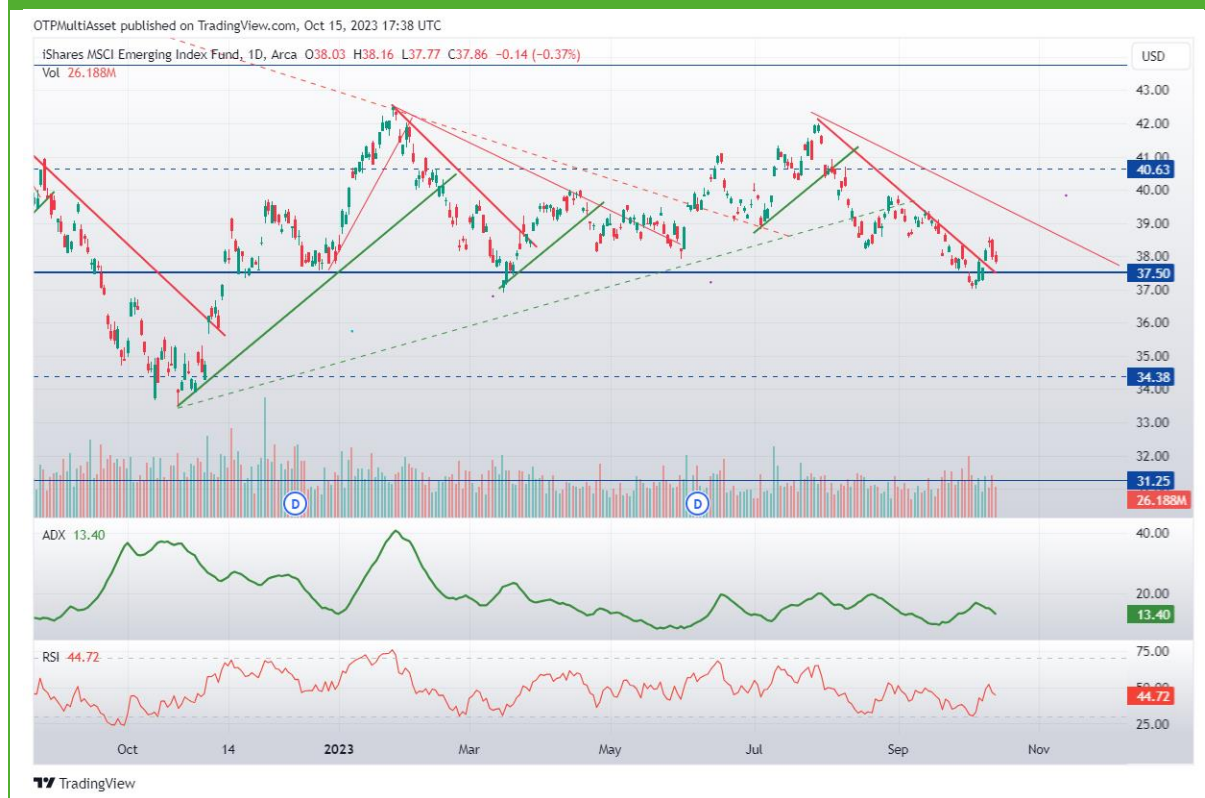 OTPMultiAsset published on TradingView.com, Oct 15, 2023 17:38 UTC
iShares MSCI Emerging Index Fund, 1D, Arca O38.03 H38.16 L37.77 C37.86 −0.14 (−0.37%)
USD
Vol 26.188M
43.00
42.00
41.00
40.63
40.00
39.00
38.00
37.50
37.00
36.00
35.00
34.38
34.00
33.00
32.00
31.25
26.188M
D D
ADX 13.40
40.00
20.00
13.40
RSI 44.72
75.00
50.00
44.72
25.00
Oct 14 2023 Mar May Jul Sep Nov
TradingView